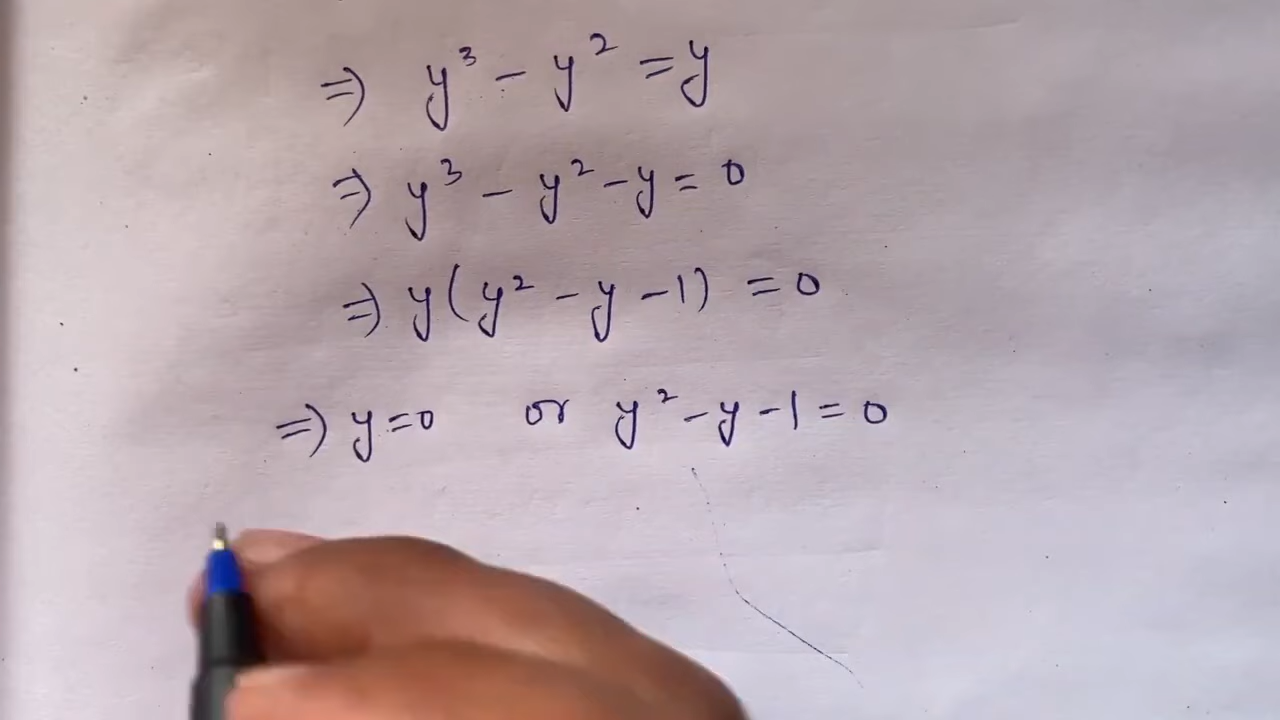 ⇒ y³ - y² = y
⇒ y³ - y² - y = 0
⇒ y(y² - y - 1) = 0
⇒ y = 0 or y² - y - 1 = 0